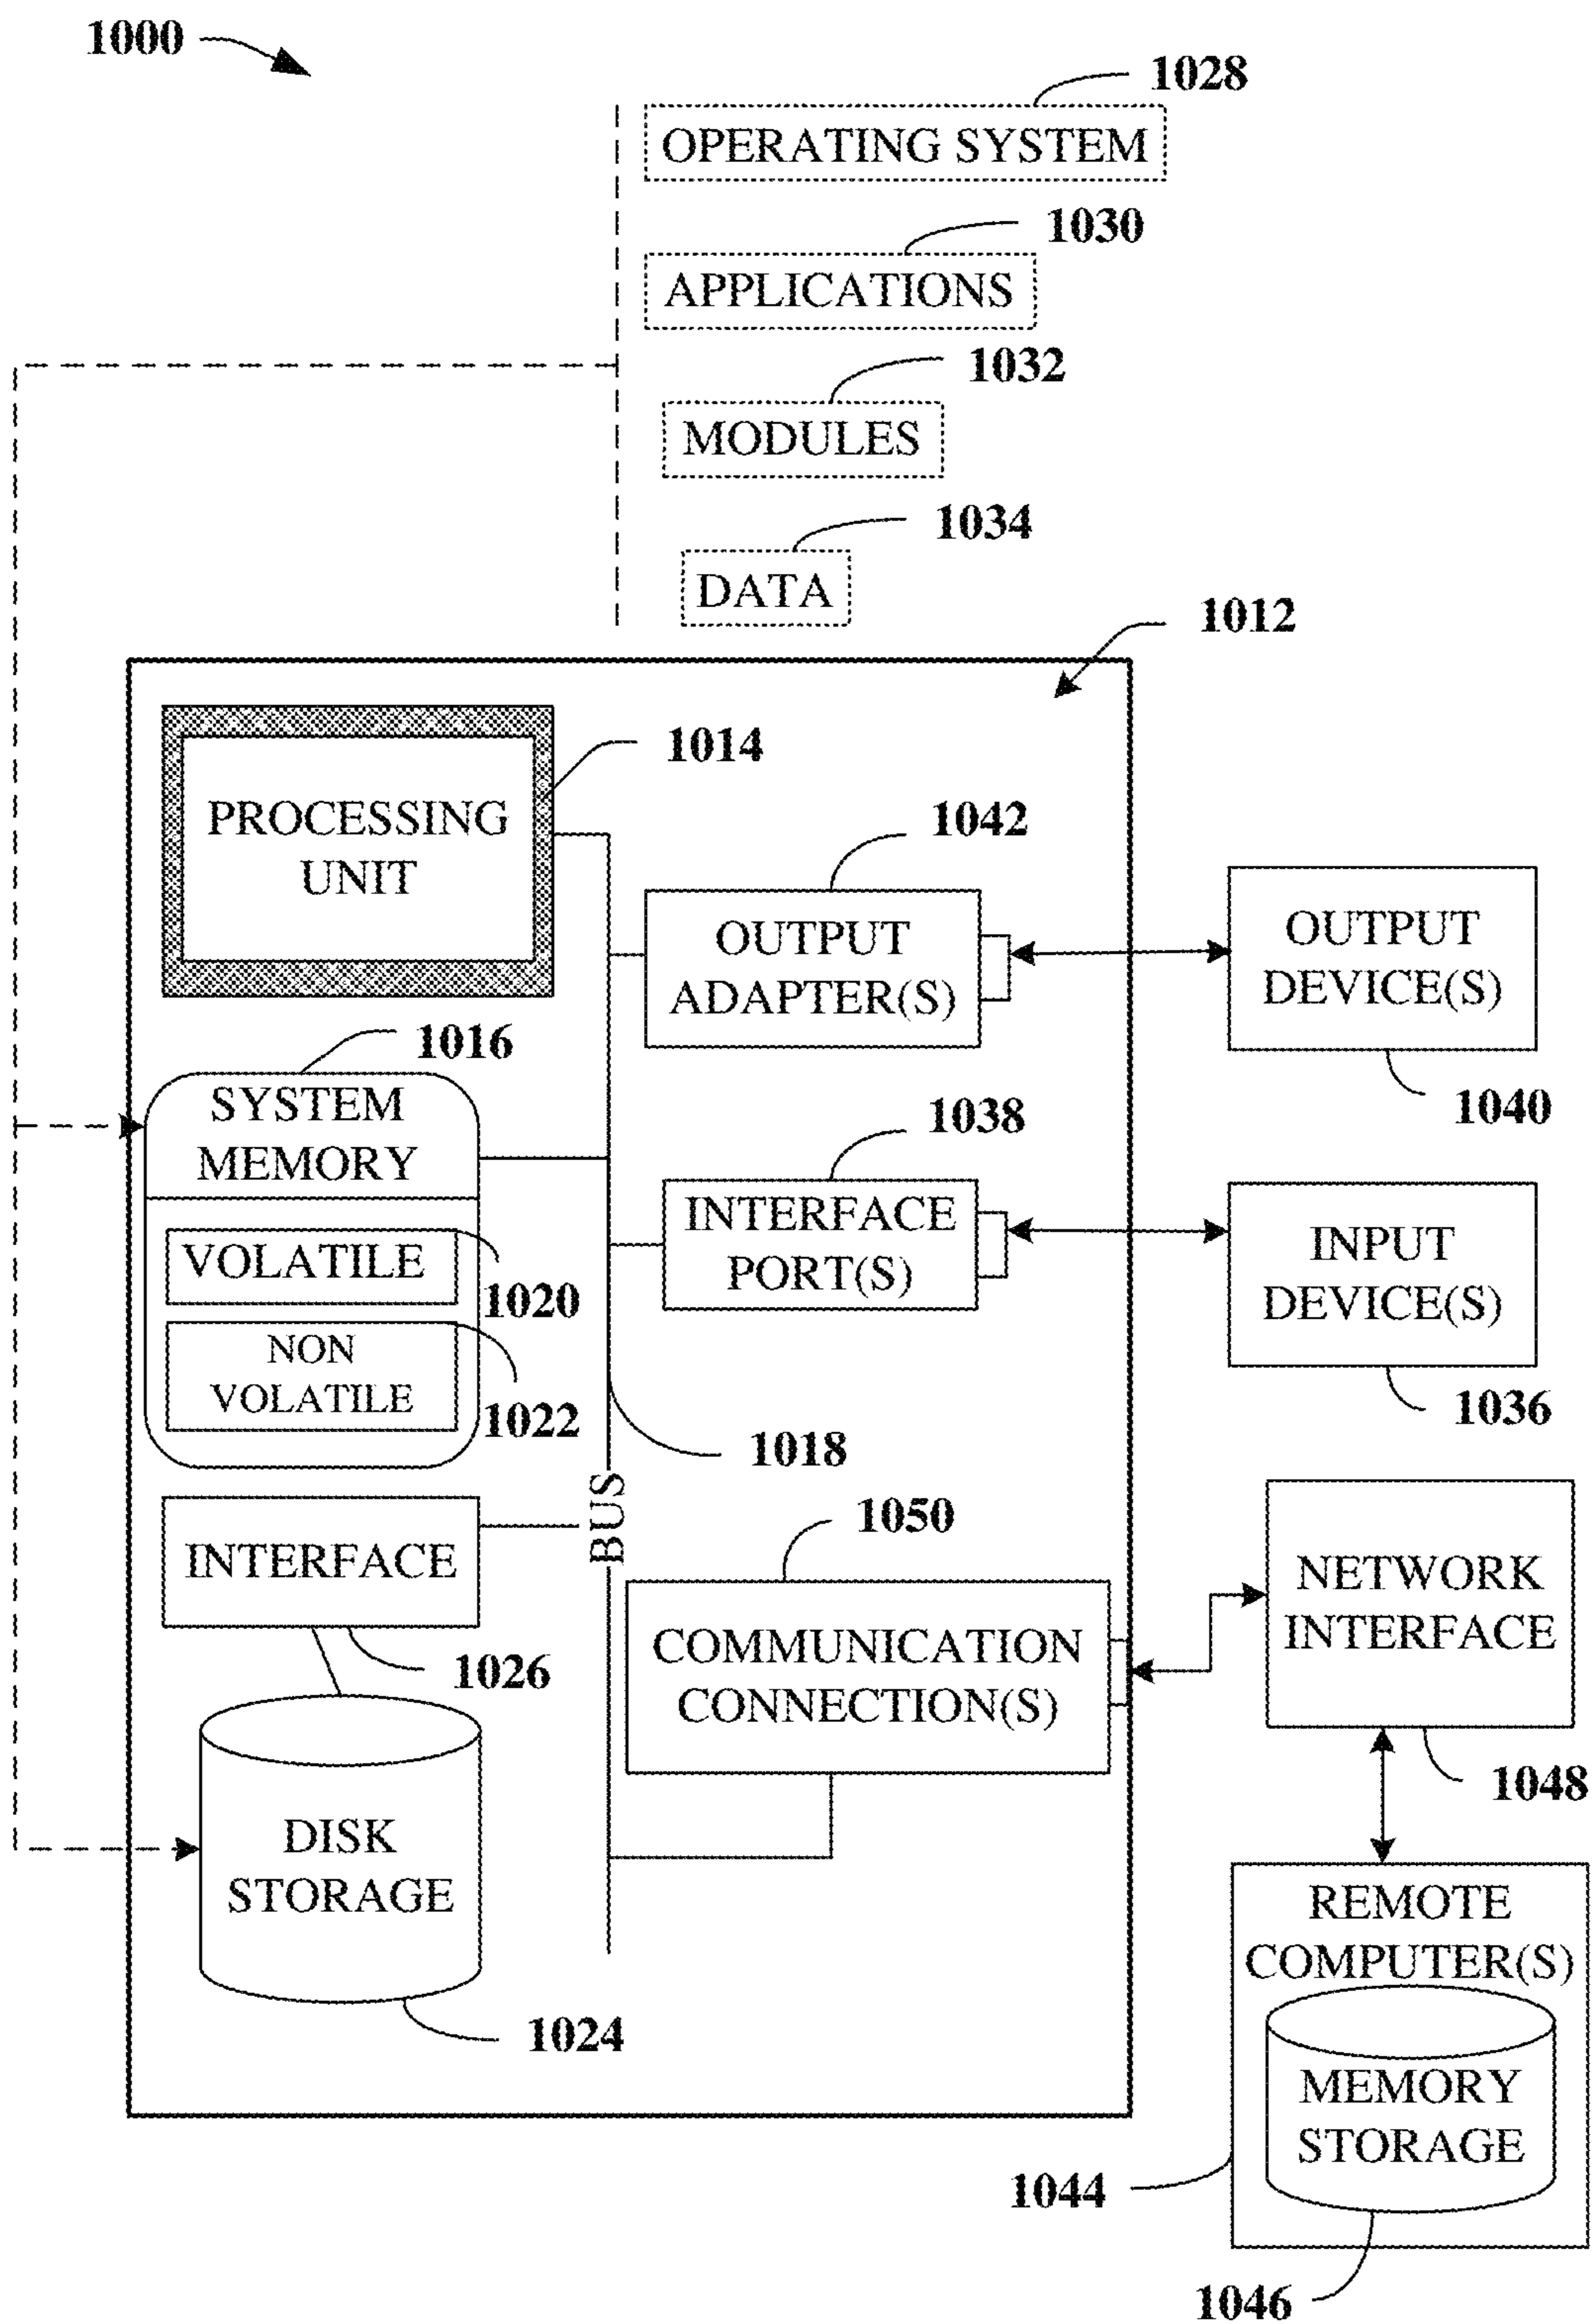 1000
1028
OPERATING SYSTEM
1030
APPLICATIONS
1032
MODULES
1034
DATA
1012
PROCESSING
UNIT
1014
1042
OUTPUT
ADAPTER(S)
OUTPUT
DEVICE(S)
1040
1016
SYSTEM
MEMORY
VOLATILE
1020
NON
VOLATILE
1022
1038
INTERFACE
PORT(S)
INPUT
DEVICE(S)
1036
1018
BUS
INTERFACE
1026
1050
COMMUNICATION
CONNECTION(S)
NETWORK
INTERFACE
1048
DISK
STORAGE
1024
REMOTE
COMPUTER(S)
MEMORY
STORAGE
1044
1046